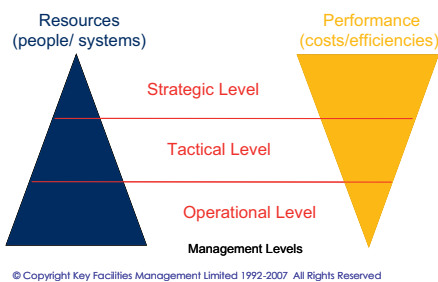 Resources
(people/ systems)
Performance
(costs/efficiencies)
Strategic Level
Tactical Level
Operational Level
Management Levels
© Copyright Key Facilities Management Limited 1992-2007 All Rights Reserved